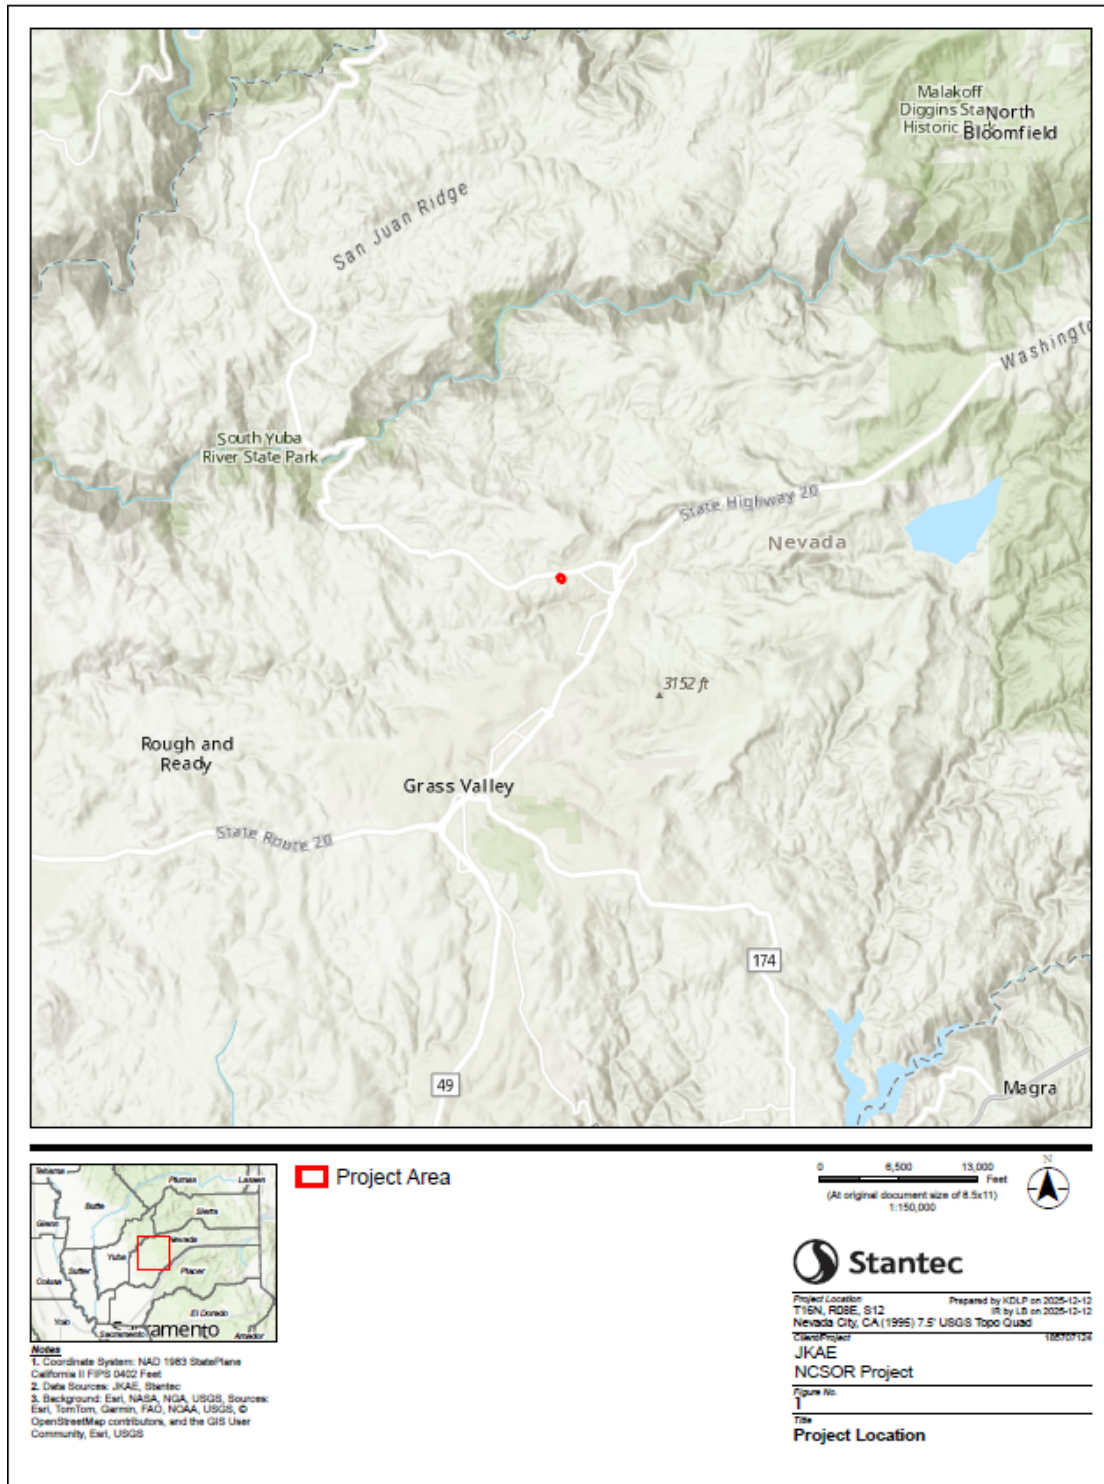 Malakoff
Diggins Sta
Historic Park
North
Bloomfield
San Juan Ridge
Washingto
South Yuba
River State Park
State Highway 20
Nevada
3152 ft
Rough and
Ready
Grass Valley
State Route 20
174
49
Magra
Tehama
Plumas
Lassen
Butte
Sierra
Glenn
Nevada
Yuba
Sutter
Placer
Colusa
El Dorado
Yolo
Sacramento
Amador
Project Area
0 6,500 13,000
Feet
(At original document size of 8.5x11)
1:150,000
N
Stantec
Project Location
T16N, R08E, S12
Nevada City, CA (1995) 7.5' USGS Topo Quad
Prepared by KDLP on 2025-12-12
IR by LB on 2025-12-12
Client/Project 185707124
JKAE
NCSOR Project
Figure No.
1
Title
Project Location
Notes
1. Coordinate System: NAD 1983 StatePlane
California II FIPS 0402 Feet
2. Data Sources: JKAE, Stantec
3. Background: Esri, NASA, NGA, USGS, Sources:
Esri, TomTom, Garmin, FAO, NOAA, USGS, ©
OpenStreetMap contributors, and the GIS User
Community, Esri, USGS